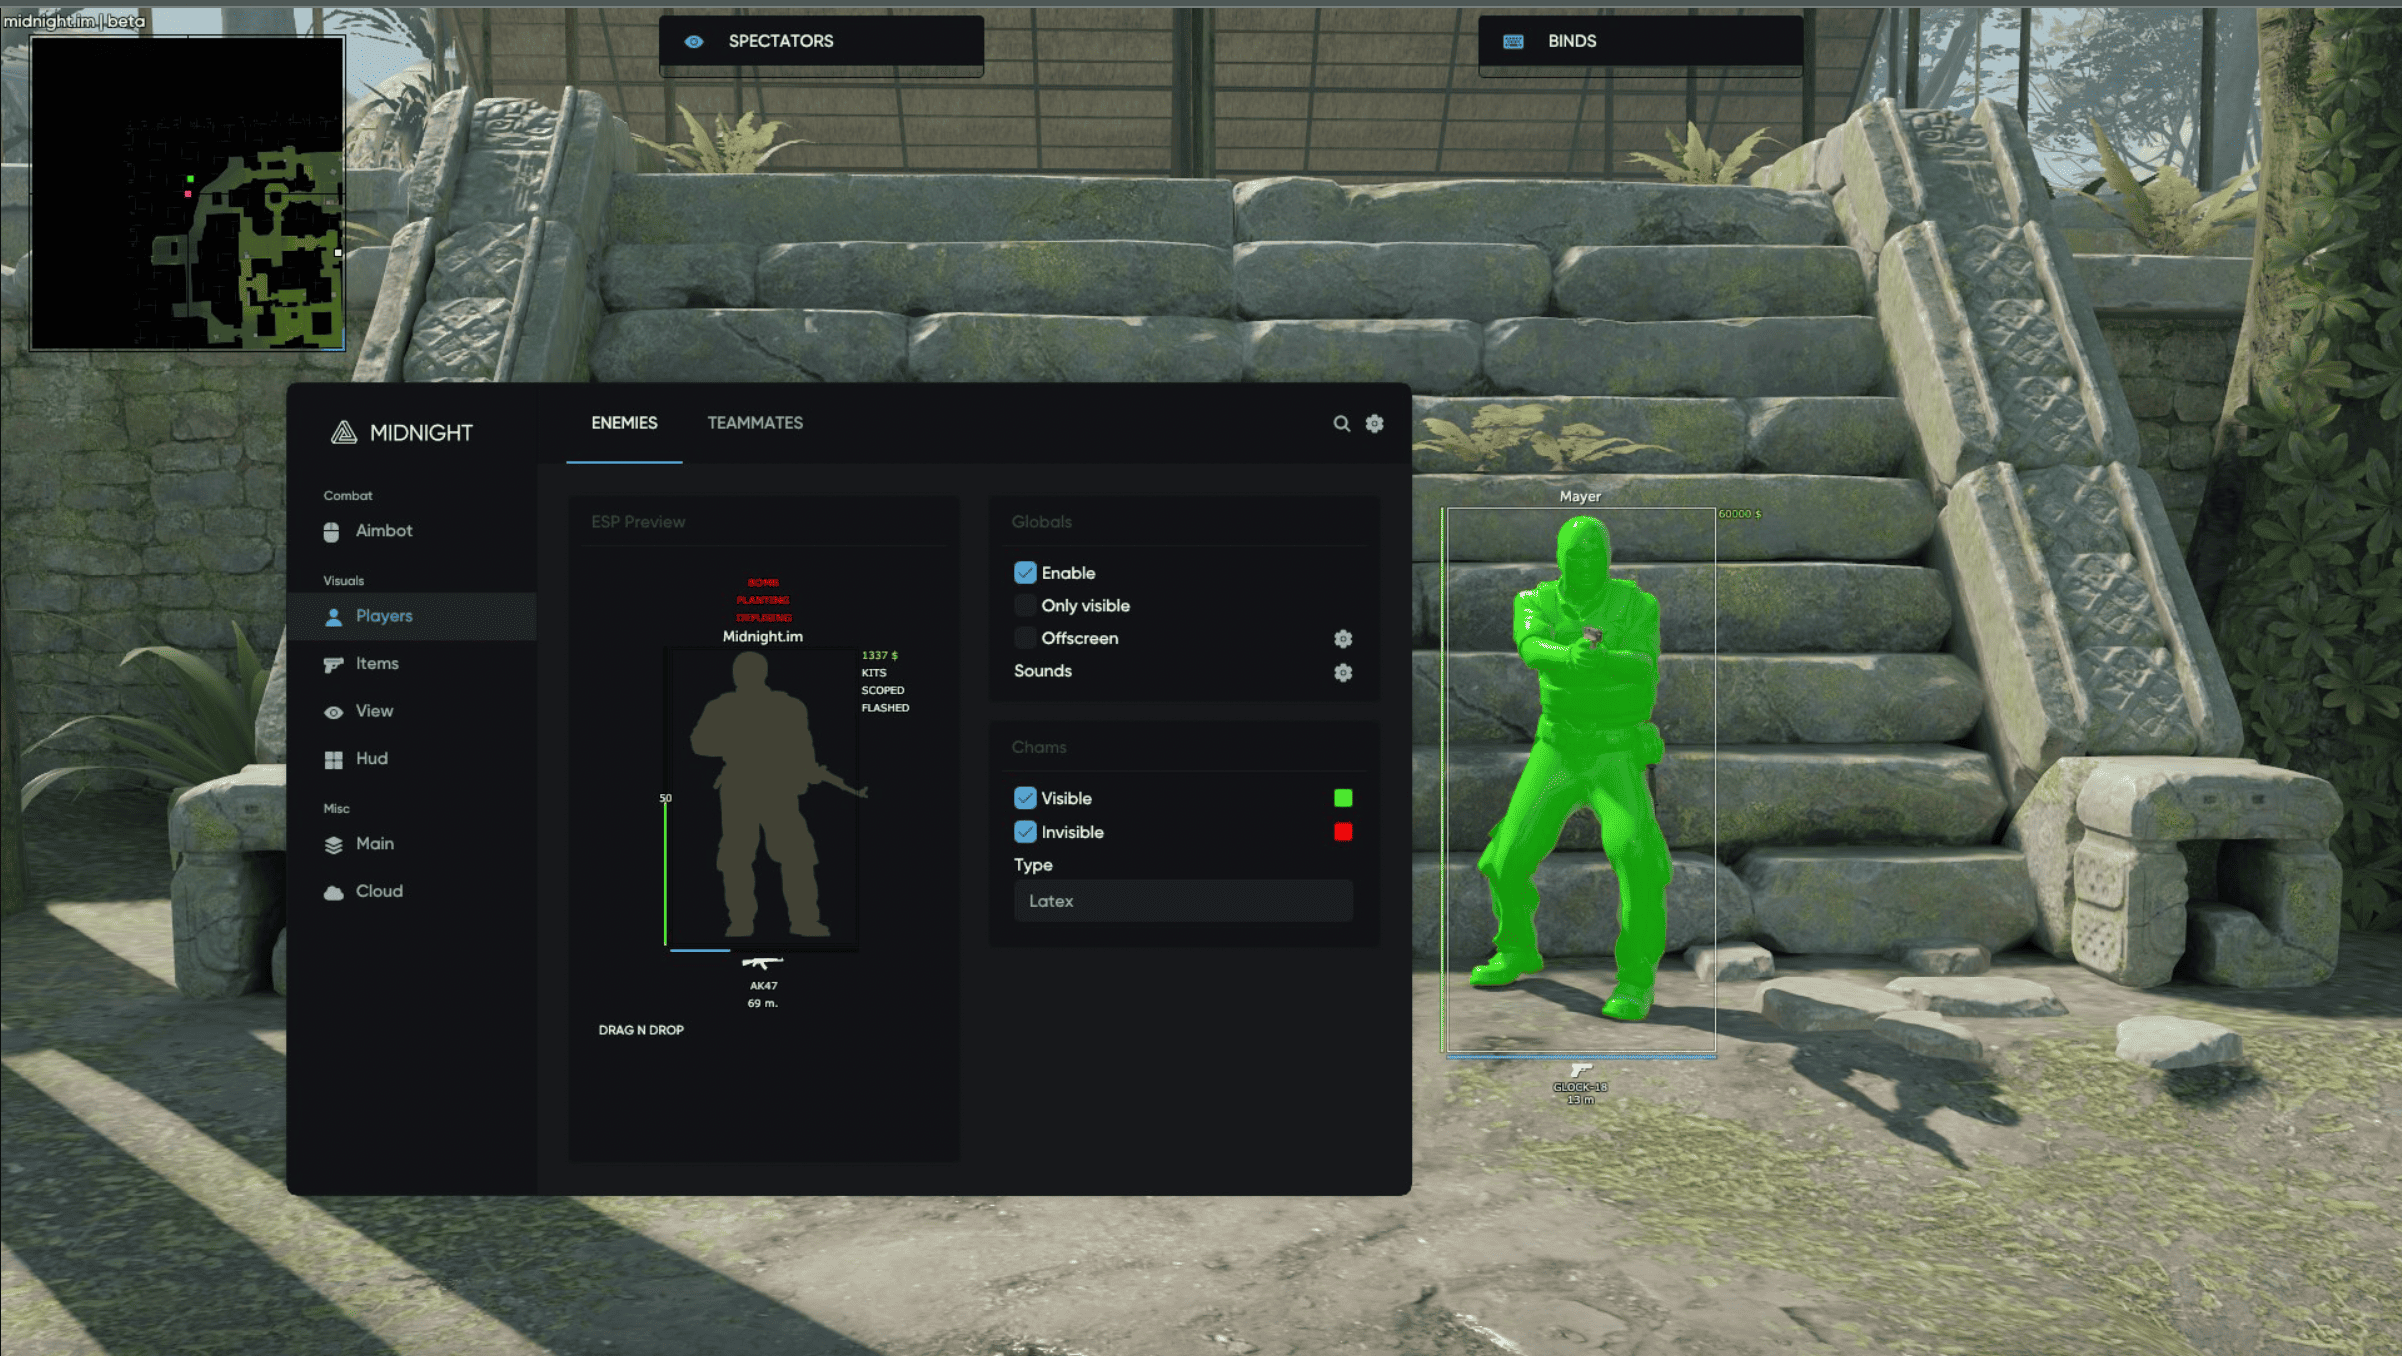 midnight.im | beta
SPECTATORS
BINDS
MIDNIGHT
ENEMIES
TEAMMATES
Combat
Aimbot
Visuals
Players
Items
View
Hud
Misc
Main
Cloud
ESP Preview
BOMB
PLANTING
DEFUSING
Midnight.im
1337 $
KITS
SCOPED
FLASHED
50
AK47
69 m.
DRAG N DROP
Globals
Enable
Only visible
Offscreen
Sounds
Chams
Visible
Invisible
Type
Latex
Mayer
60000 $
GLOCK-18
13 m